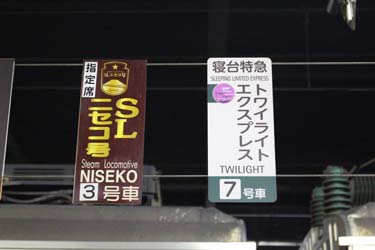 指定席
SL
ニセコ号
Steam Locomotive
NISEKO
3号車
寝台特急
SLEEPING LIMITED EXPRESS
トワイライト
エクスプレス
TWILIGHT
7号車